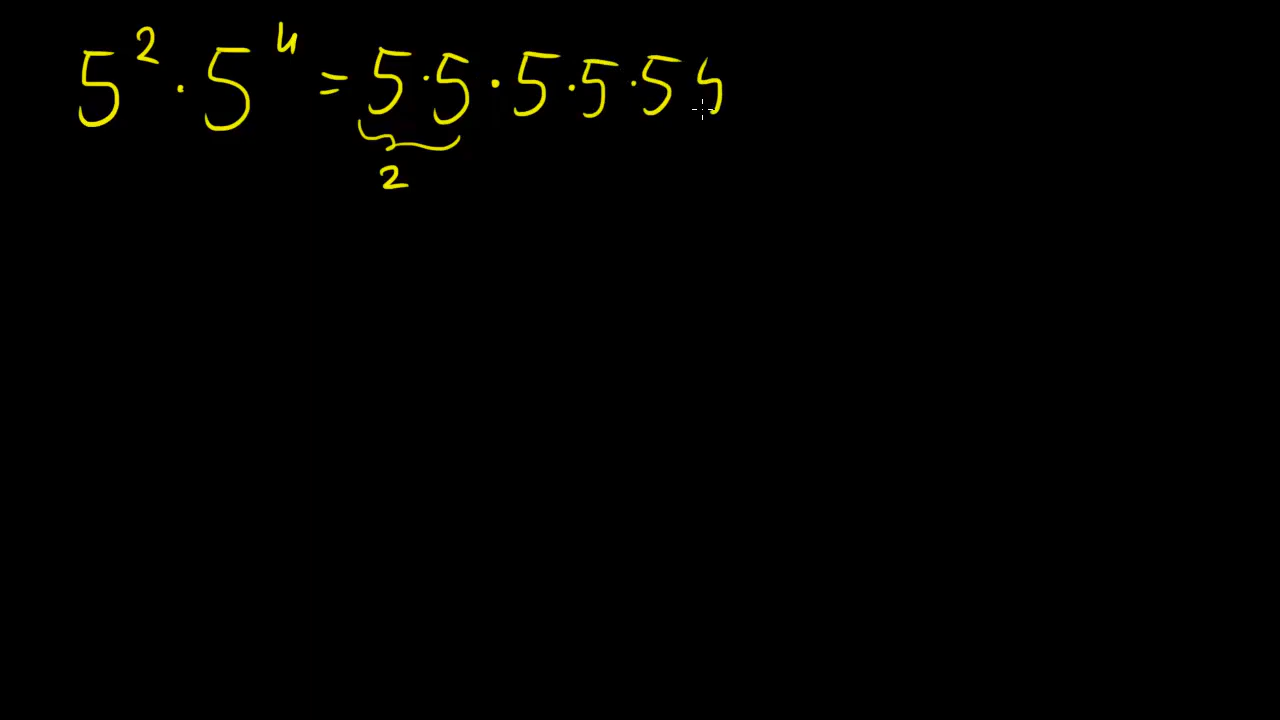 5² · 5⁴ = 5 · 5 · 5 · 5 · 5 5
2